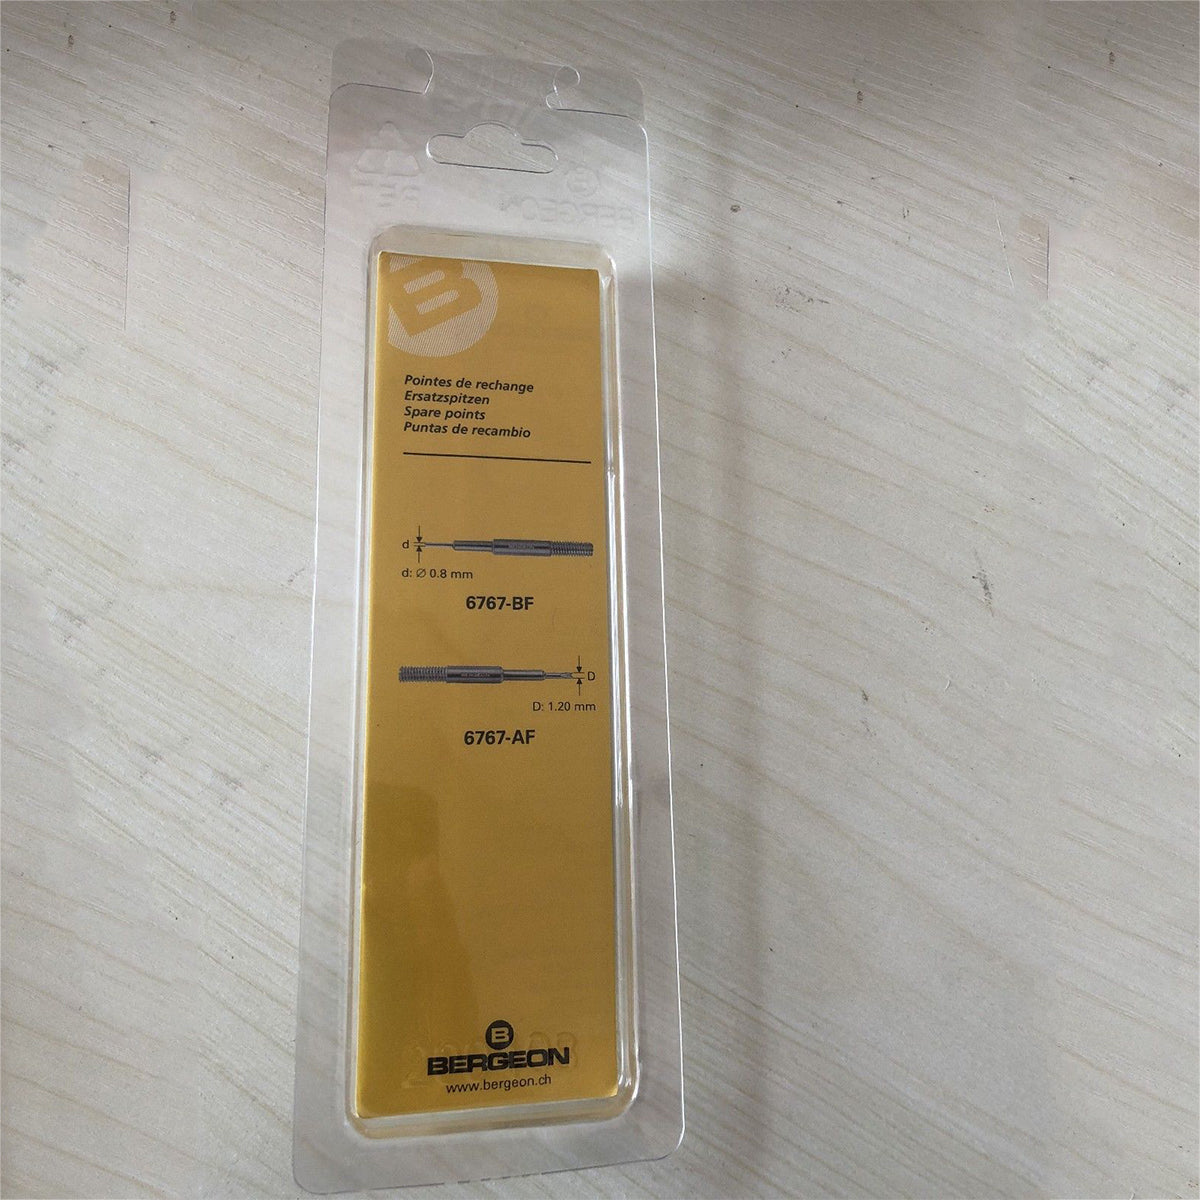 Pointes de rechange
Ersatzspitzen
Spare points
Puntas de recambio
d
d: Ø 0.8 mm
6767-BF
D
D: 1.20 mm
6767-AF
B
BERGEON
www.bergeon.ch